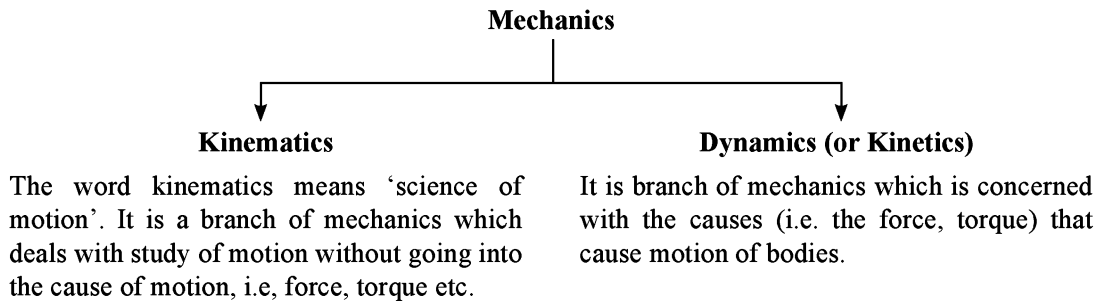 Mechanics
Kinematics
The word kinematics means ‘science of
motion’. It is a branch of mechanics which
deals with study of motion without going into
the cause of motion, i.e, force, torque etc.
Dynamics (or Kinetics)
It is branch of mechanics which is concerned
with the causes (i.e. the force, torque) that
cause motion of bodies.